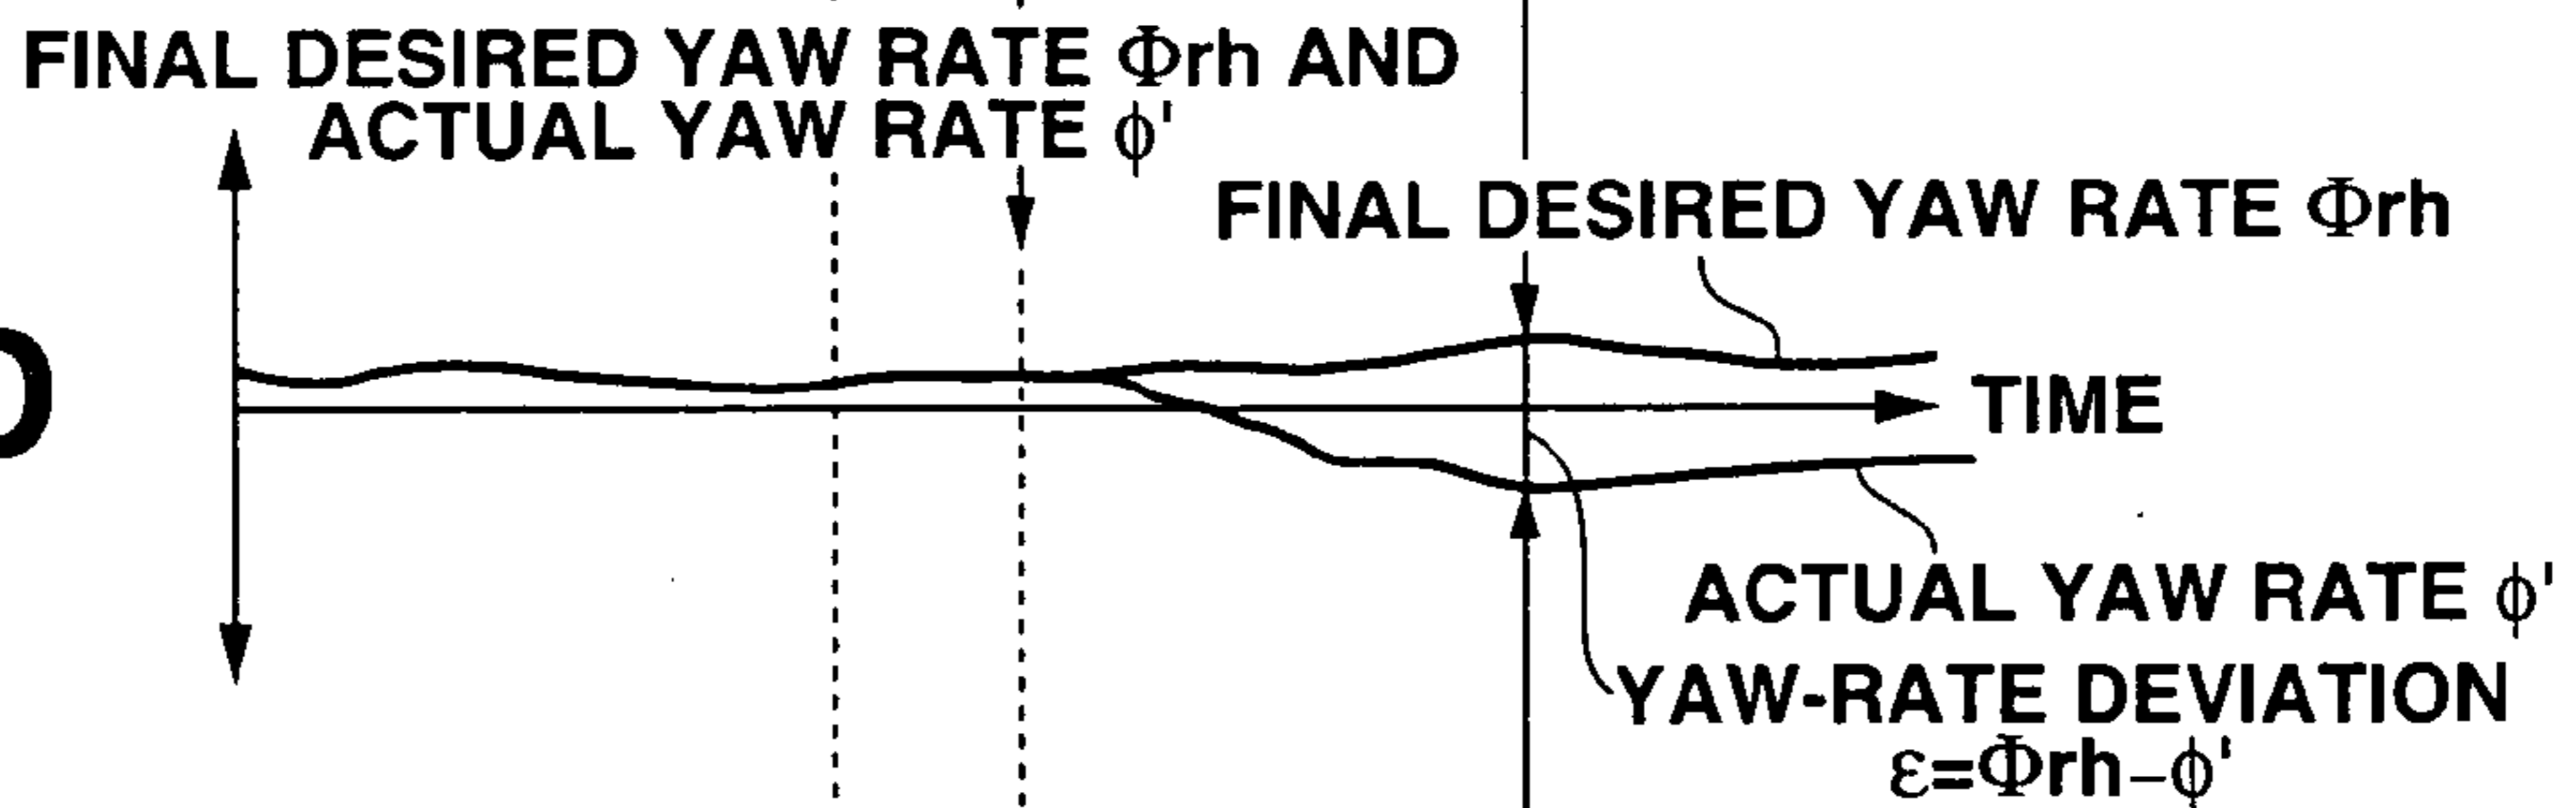 FINAL DESIRED YAW RATE Φrh AND
ACTUAL YAW RATE ϕ'
FINAL DESIRED YAW RATE Φrh
D
TIME
ACTUAL YAW RATE ϕ'
YAW-RATE DEVIATION
ε=Φrh−ϕ'